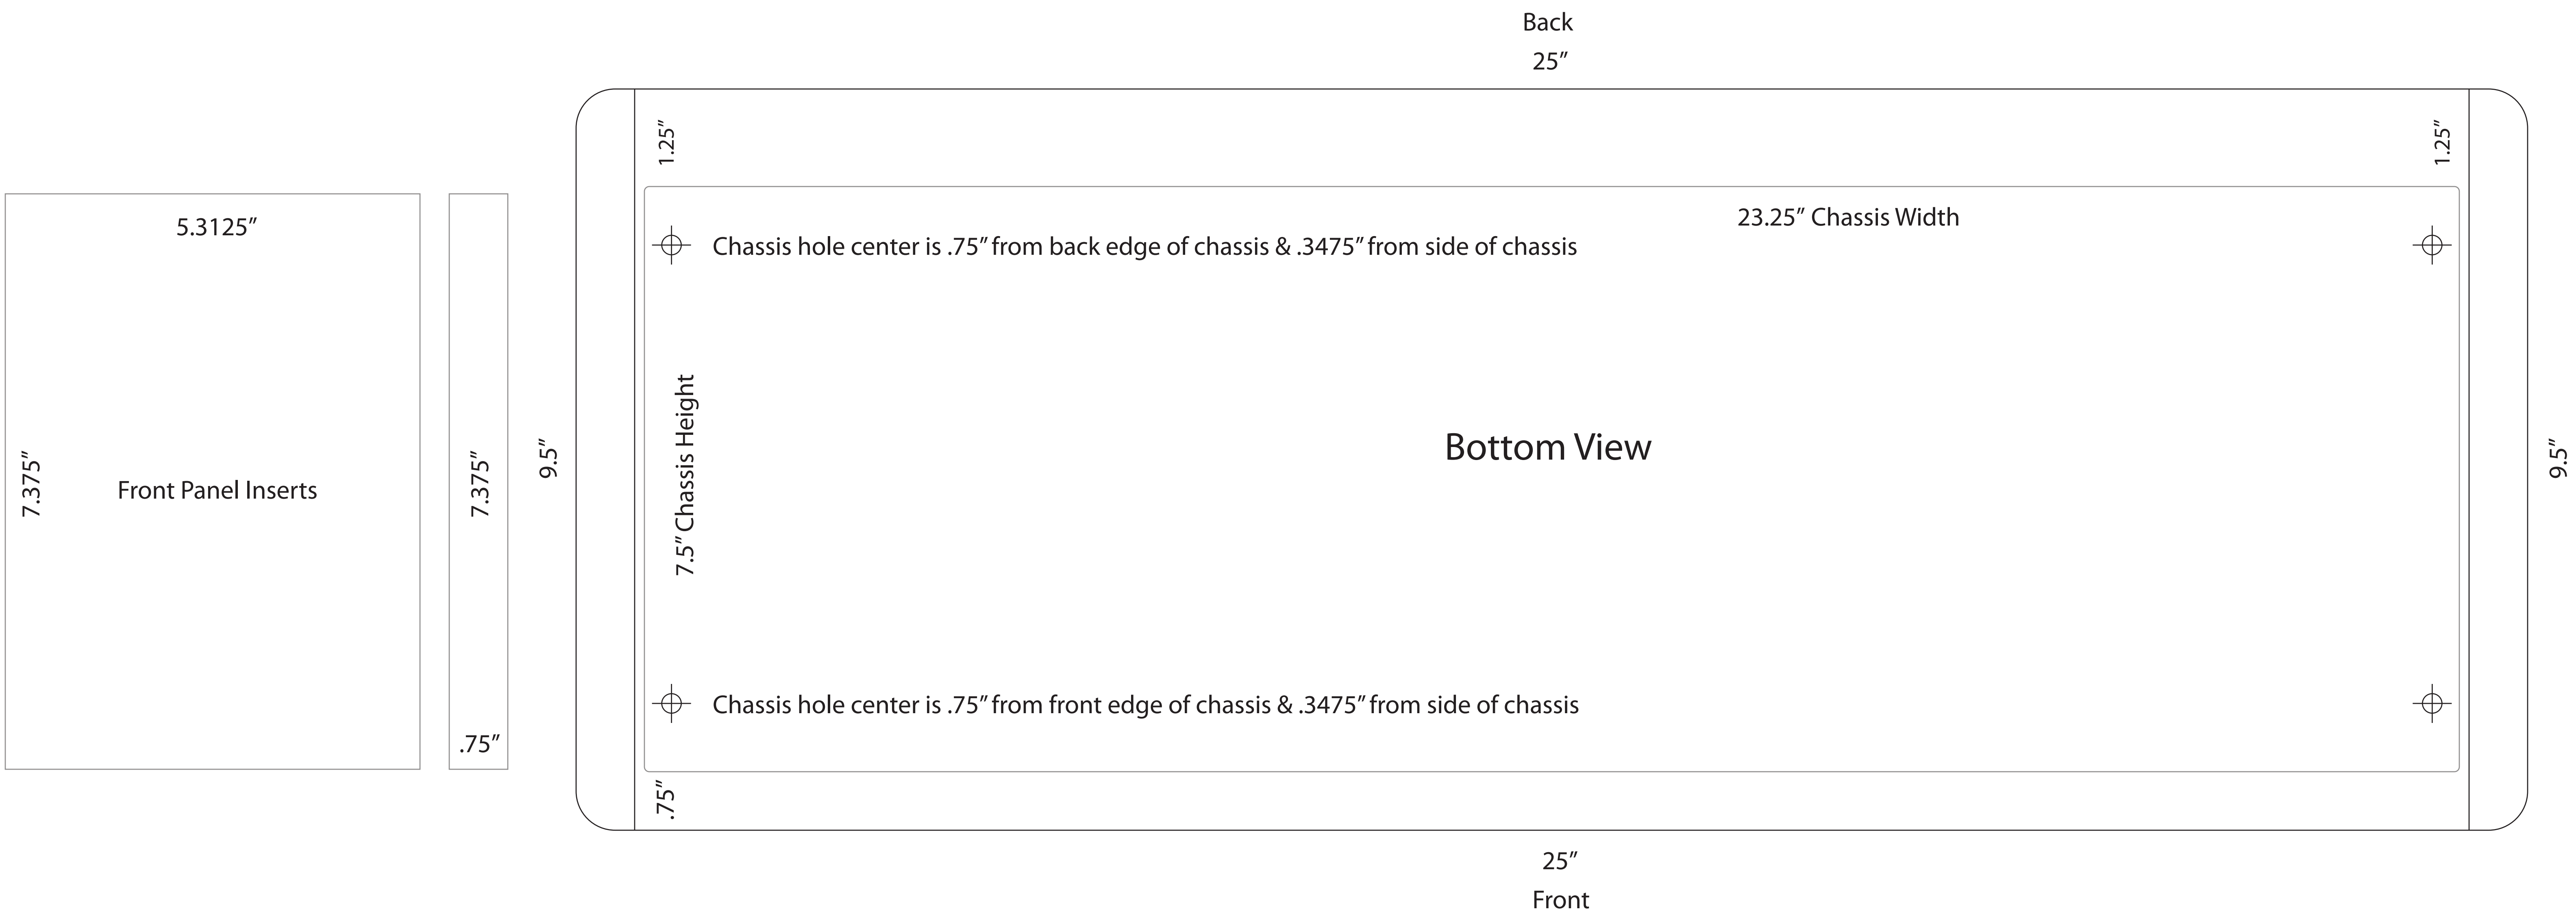 Back
25”
1.25”
1.25”
5.3125”
23.25” Chassis Width
Chassis hole center is .75” from back edge of chassis & .3475” from side of chassis
7.375”
Front Panel Inserts
7.375”
9.5”
7.5” Chassis Height
Bottom View
9.5”
Chassis hole center is .75” from front edge of chassis & .3475” from side of chassis
.75”
.75”
25”
Front